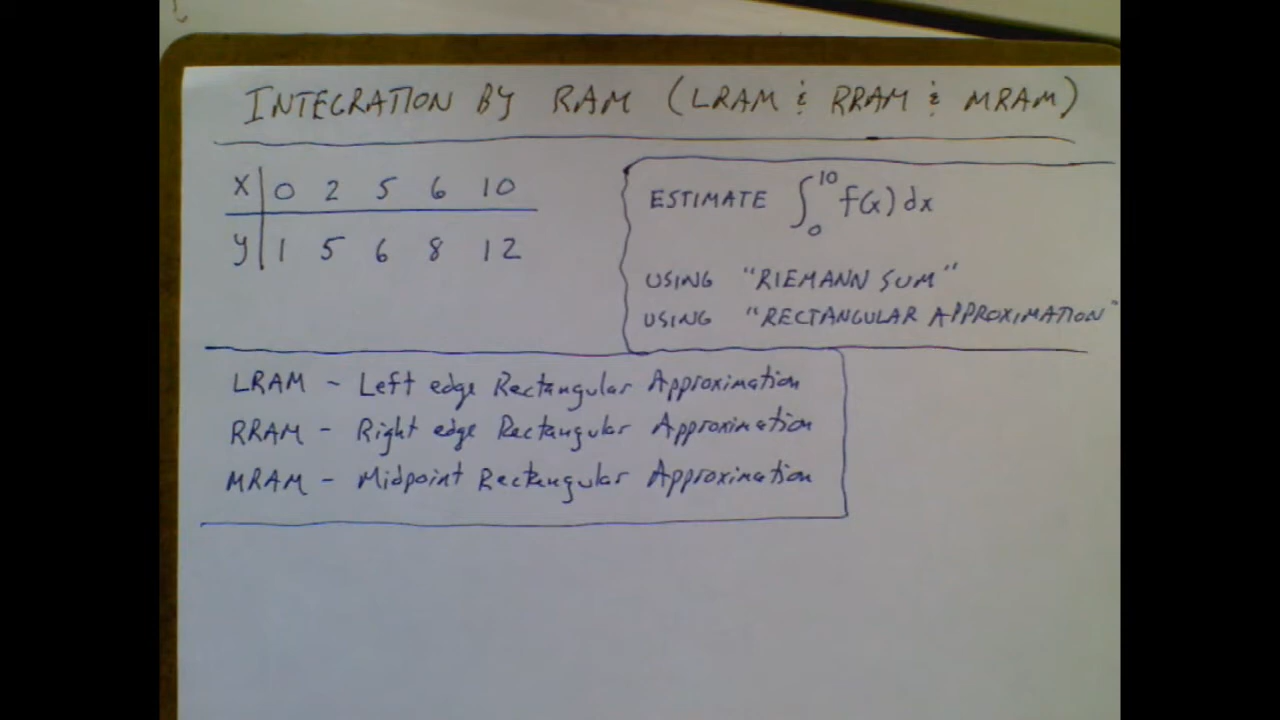 INTEGRATION BY RAM (LRAM & RRAM & MRAM)
X | 0 2 5 6 10
y | 1 5 6 8 12
ESTIMATE ∫₀¹⁰ f(x) dx
USING "RIEMANN SUM"
USING "RECTANGULAR APPROXIMATION"
LRAM - Left edge Rectangular Approximation
RRAM - Right edge Rectangular Approximation
MRAM - Midpoint Rectangular Approximation